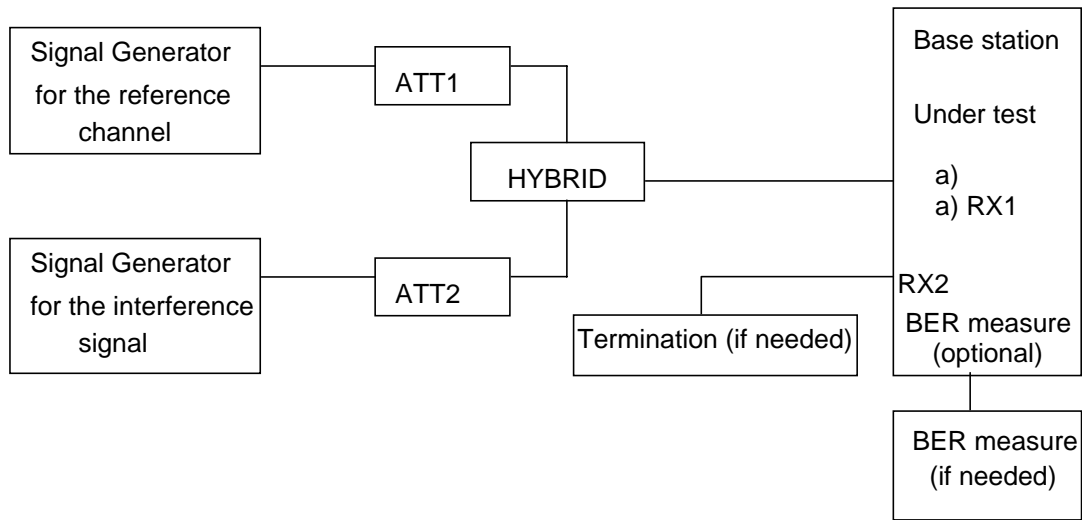 Signal Generator
for the reference
channel
ATT1
HYBRID
Signal Generator
for the interference
signal
ATT2
Termination (if needed)
Base station
Under test
a)
a) RX1
RX2
BER measure
(optional)
BER measure
(if needed)